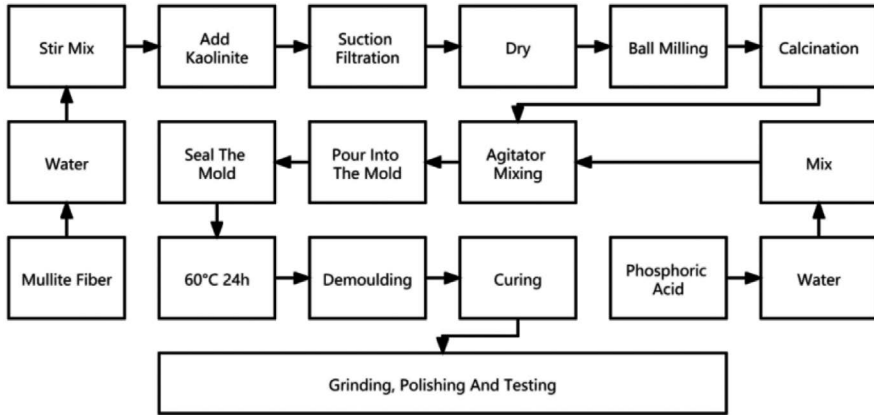 Stir Mix
Add
Kaolinite
Suction
Filtration
Dry
Ball Milling
Calcination
Water
Seal The
Mold
Pour Into
The Mold
Agitator
Mixing
Mix
Mullite Fiber
60°C 24h
Demoulding
Curing
Phosphoric
Acid
Water
Grinding, Polishing And Testing